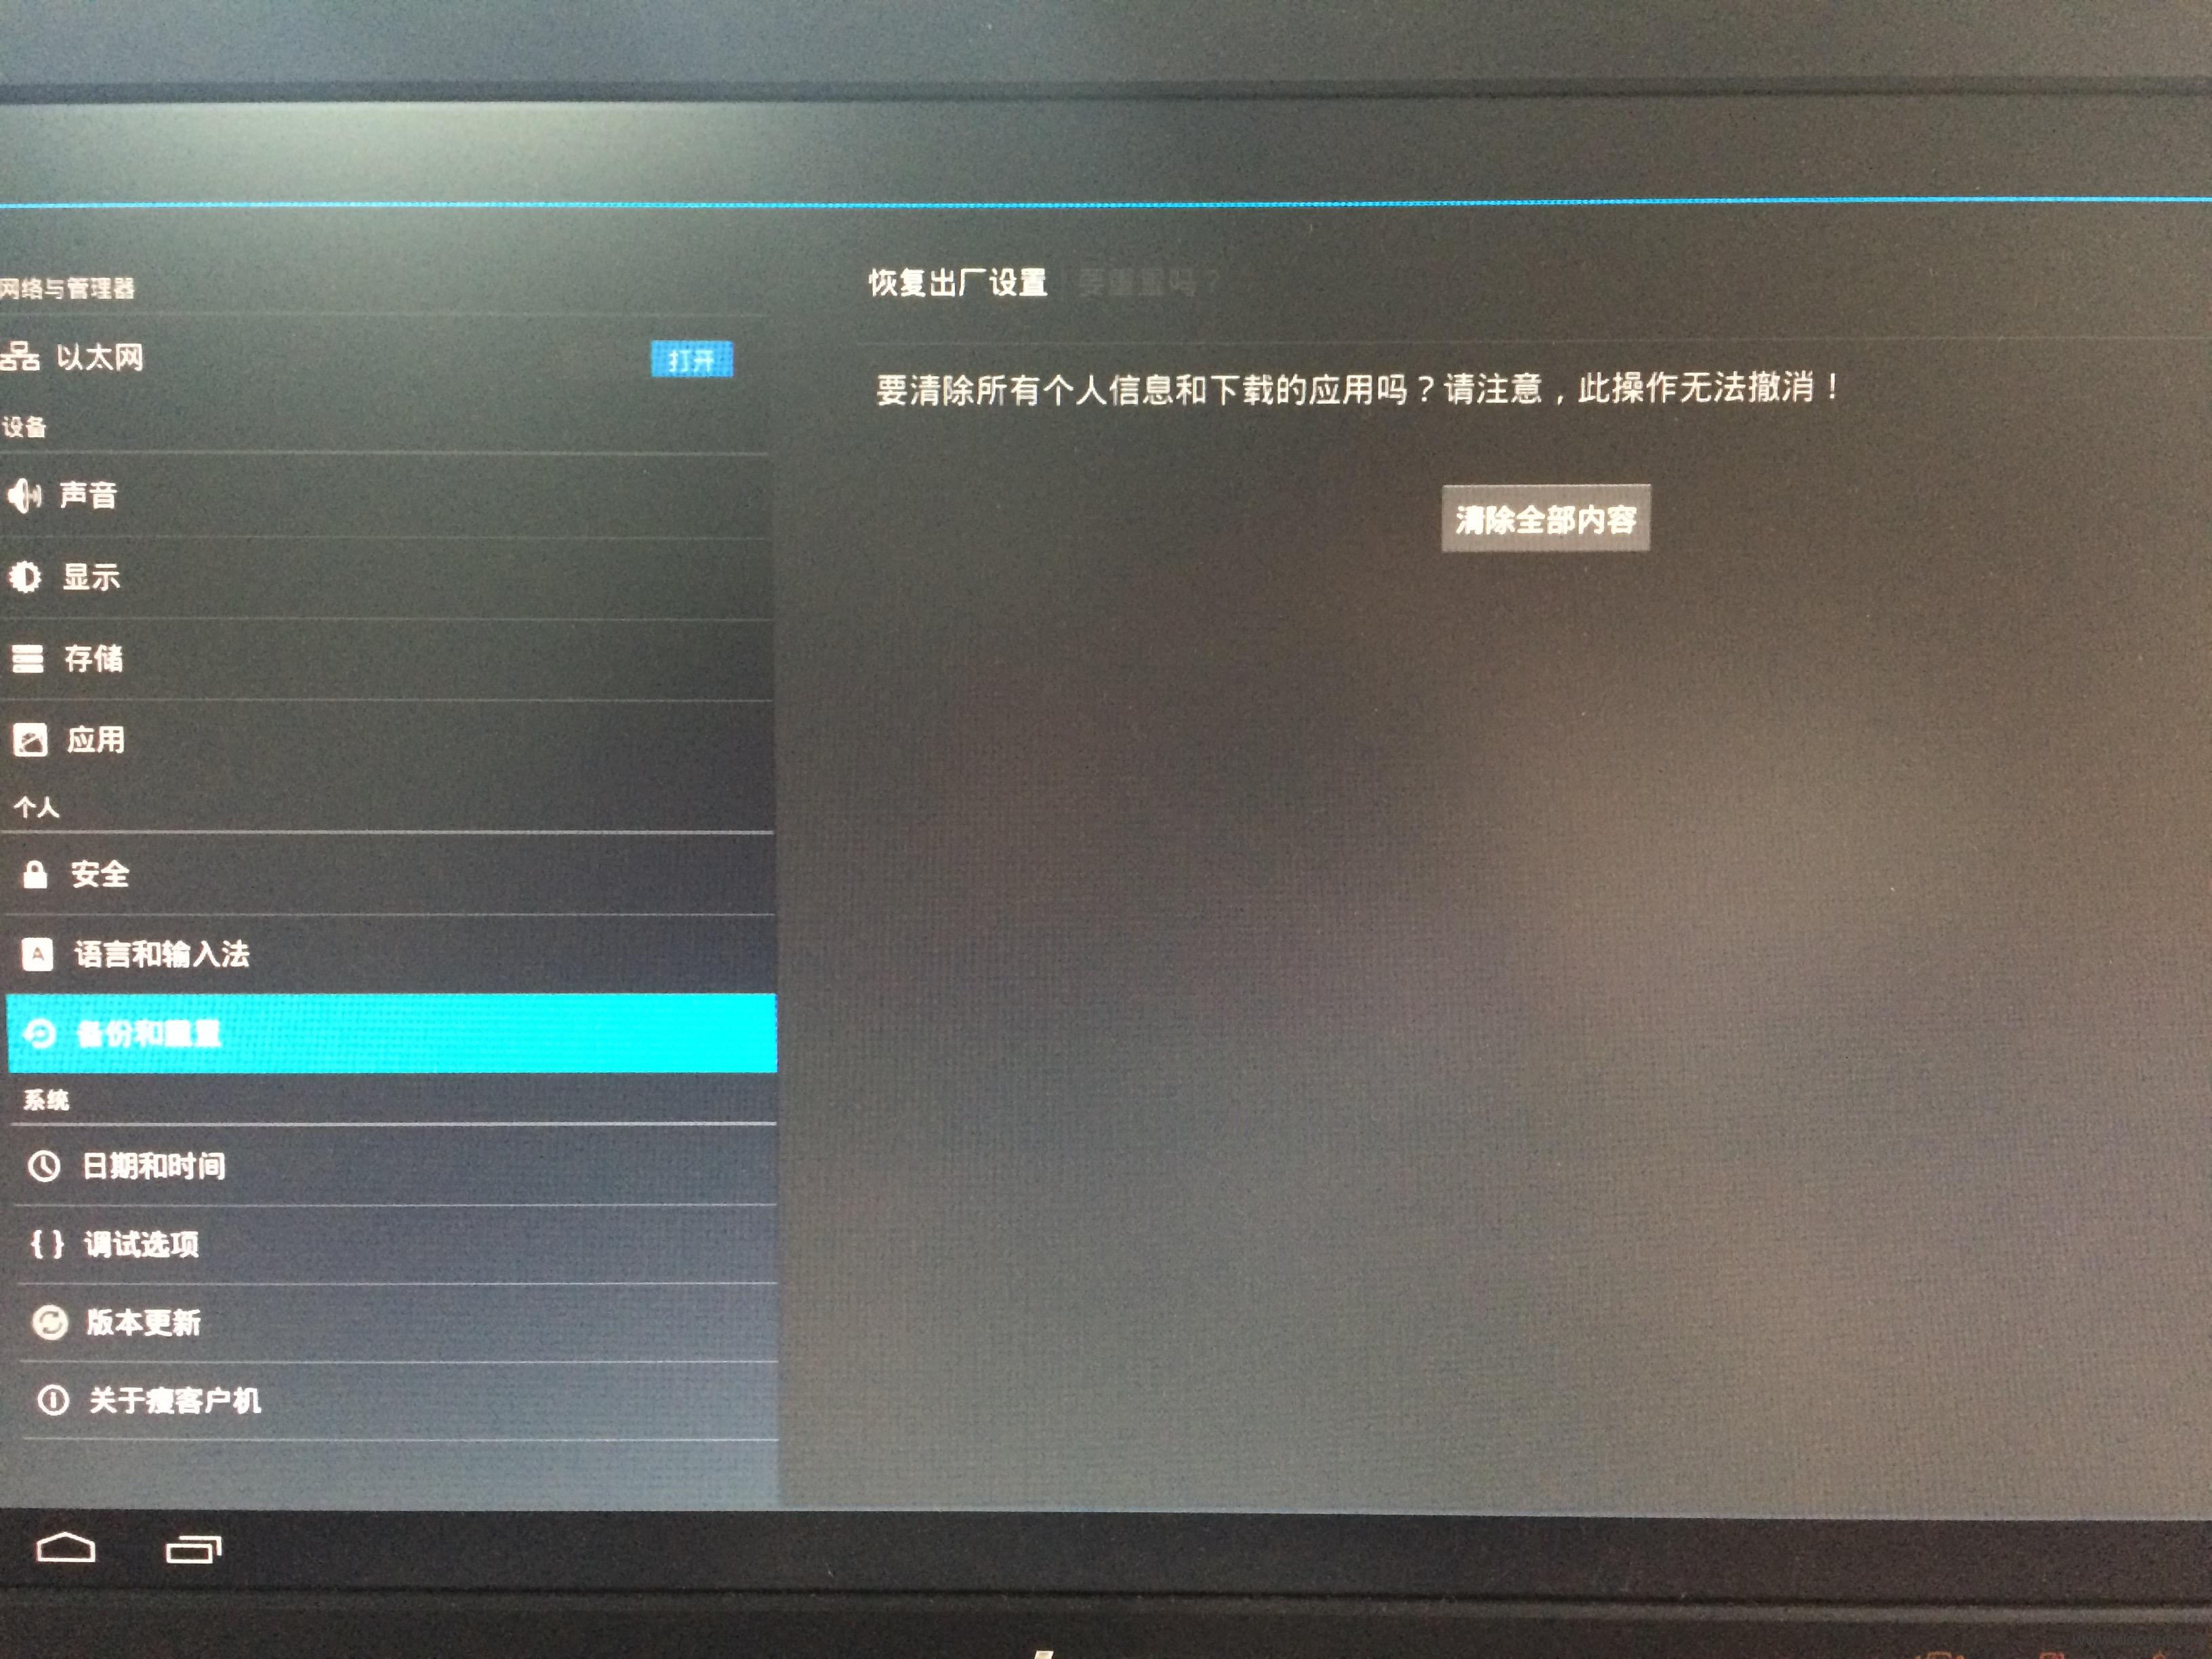 网络与管理器
以太网
打开
设备
声音
显示
存储
应用
个人
安全
A 语言和输入法
备份和重置
系统
日期和时间
{ } 调试选项
版本更新
关于瘦客户机
恢复出厂设置 要重置吗？
要清除所有个人信息和下载的应用吗？请注意，此操作无法撤消！
清除全部内容